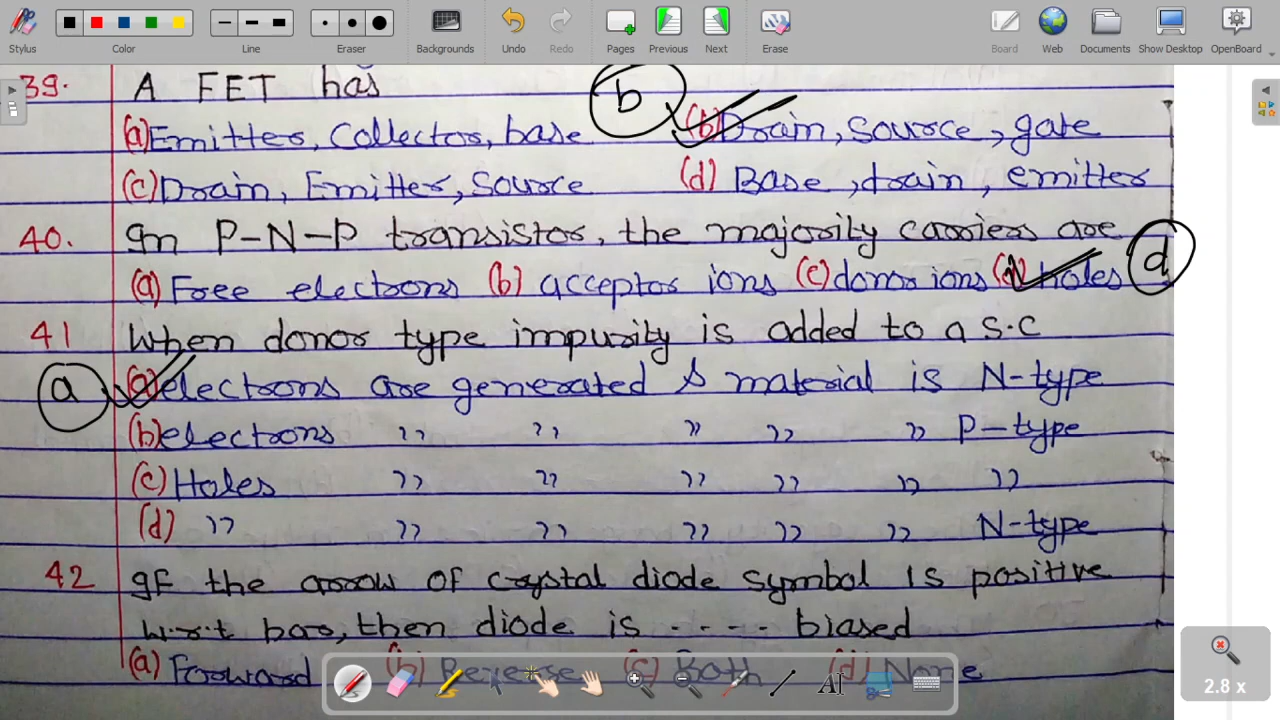 Stylus Color Line Eraser Backgrounds Undo Redo Pages Previous Next Erase Board Web Documents Show Desktop OpenBoard
39. A FET has
b
(a) Emitter, Collector, base (b) Drain, Source, gate
(c) Drain, Emitter, Source (d) Base, drain, emitter
40. In P-N-P transistor, the majority carriers are
(a) Free electrons (b) acceptor ions (c) donor ions (d) holes d
41 When donor type impurity is added to a S.C
a (a) electrons are generated & material is N-type
(b) electrons ,, ,, ,, ,, ,, P-type
(c) Holes ,, ,, ,, ,, ,, ,,
(d) ,, ,, ,, ,, ,, ,, N-type
42 If the arrow of crystal diode symbol is positive
w.r.t bar, then diode is ---- biased
(a) Forward (b) Reverse (c) Both (d) None
2.8 x